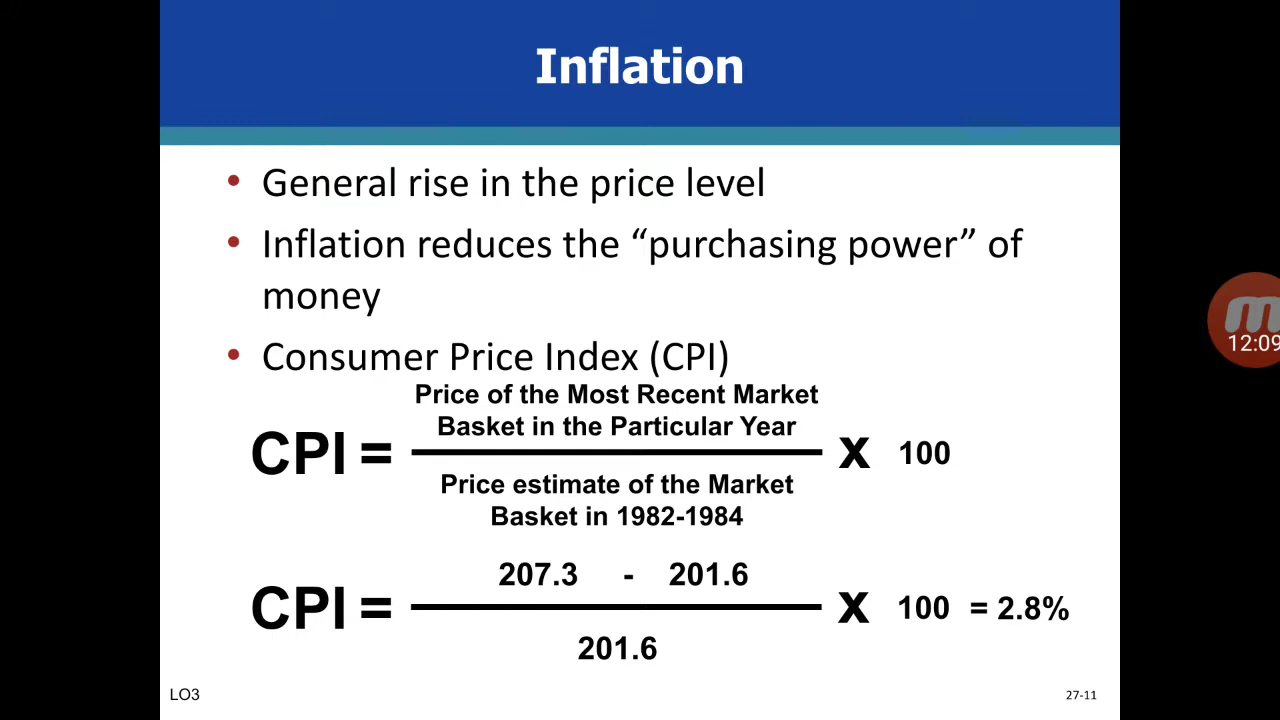 Inflation
• General rise in the price level
• Inflation reduces the “purchasing power” of
money
• Consumer Price Index (CPI)
Price of the Most Recent Market
Basket in the Particular Year
CPI = x 100
Price estimate of the Market
Basket in 1982-1984
207.3 - 201.6
CPI = x 100 = 2.8%
201.6
LO3
27-11
m
12:09